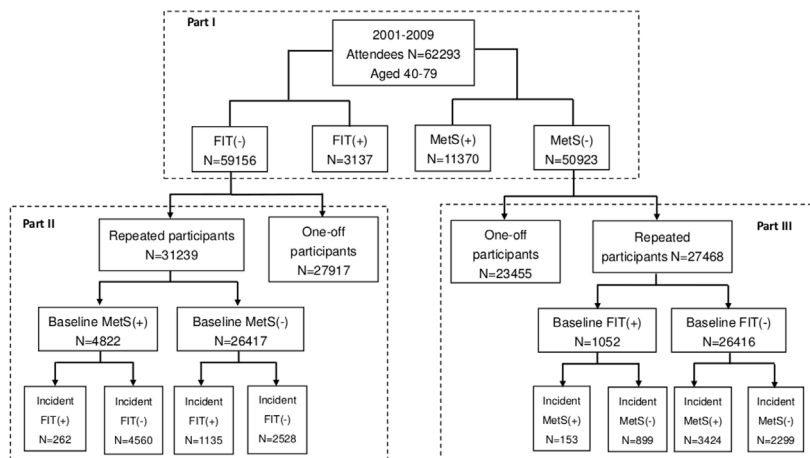 Part I
2001-2009
Attendees N=62293
Aged 40-79
FIT(-)
N=59156
FIT(+)
N=3137
MetS(+)
N=11370
MetS(-)
N=50923
Part II
Repeated participants
N=31239
One-off
participants
N=27917
Baseline MetS(+)
N=4822
Baseline MetS(-)
N=26417
Incident
FIT(+)
N=262
Incident
FIT(-)
N=4560
Incident
FIT(+)
N=1135
Incident
FIT(-)
N=2528
Part III
One-off
participants
N=23455
Repeated
participants N=27468
Baseline FIT(+)
N=1052
Baseline FIT(-)
N=26416
Incident
MetS(+)
N=153
Incident
MetS(-)
N=899
Incident
MetS(+)
N=3424
Incident
MetS(-)
N=2299